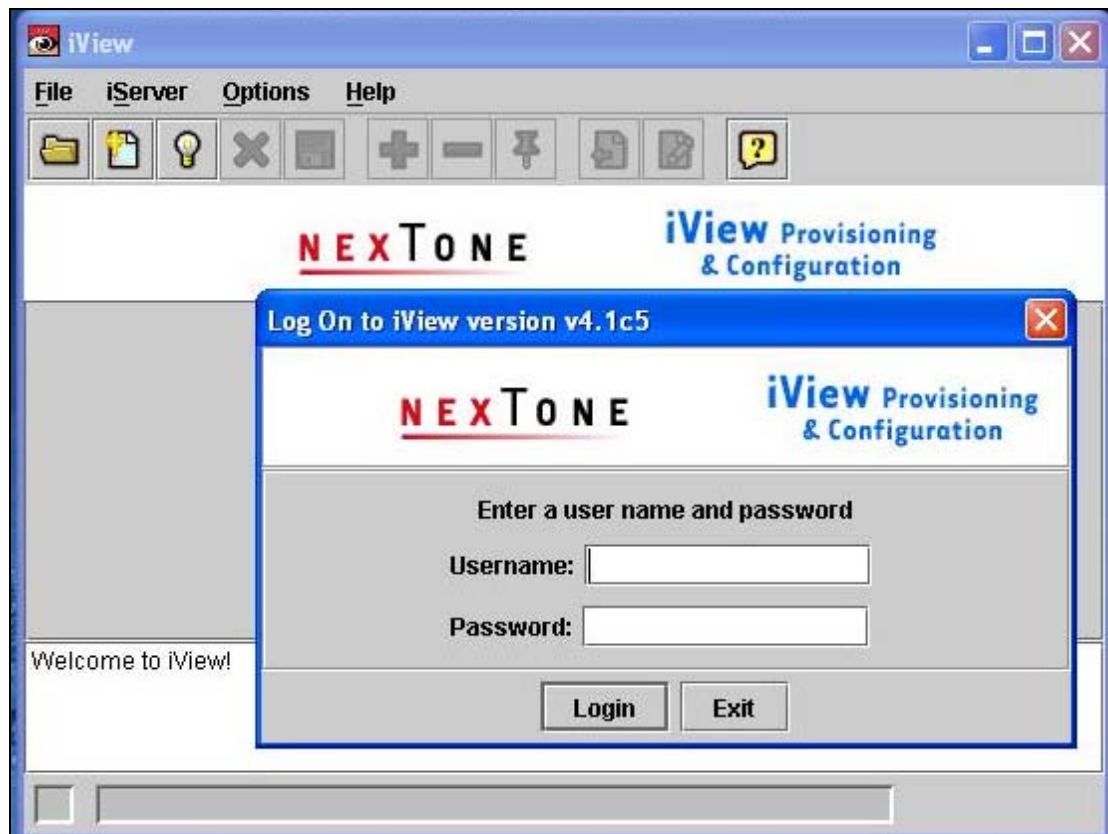 iView
File iServer Options Help
?
NEXTONE
iView Provisioning
& Configuration
Log On to iView version v4.1c5
NEXTONE
iView Provisioning
& Configuration
Enter a user name and password
Username:
Password:
Login Exit
Welcome to iView!